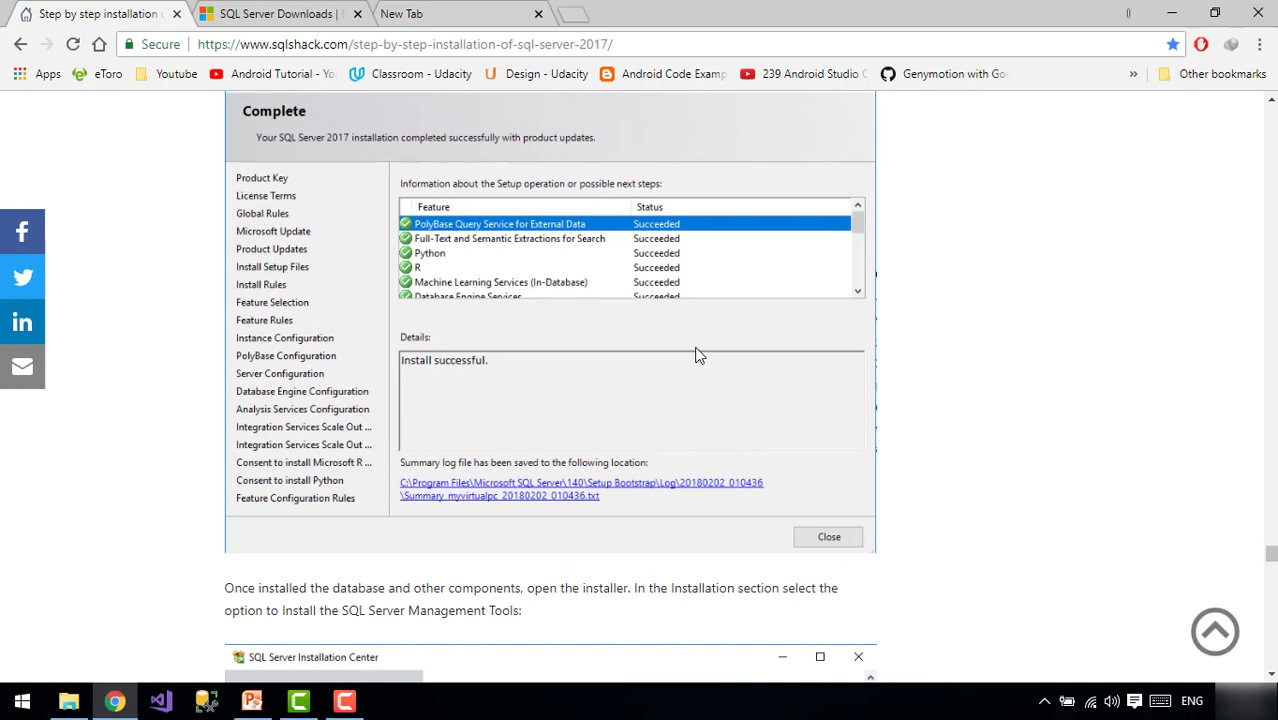 Step by step installation
SQL Server Downloads |
New Tab
Secure
https://www.sqlshack.com/step-by-step-installation-of-sql-server-2017/
Apps
eToro
Youtube
Android Tutorial - Yo
Classroom - Udacity
Design - Udacity
Android Code Examp
239 Android Studio
Genymotion with Go
»
Other bookmarks
Complete
Your SQL Server 2017 installation completed successfully with product updates.
Product Key
License Terms
Global Rules
Microsoft Update
Product Updates
Install Setup Files
Install Rules
Feature Selection
Feature Rules
Instance Configuration
PolyBase Configuration
Server Configuration
Database Engine Configuration
Analysis Services Configuration
Integration Services Scale Out ...
Integration Services Scale Out ...
Consent to install Microsoft R ...
Consent to install Python
Feature Configuration Rules
Information about the Setup operation or possible next steps:
Feature Status
PolyBase Query Service for External Data Succeeded
Full-Text and Semantic Extractions for Search Succeeded
Python Succeeded
R Succeeded
Machine Learning Services (In-Database) Succeeded
Database Engine Services Succeeded
Details:
Install successful.
Summary log file has been saved to the following location:
C:\Program Files\Microsoft SQL Server\140\Setup Bootstrap\Log\20180202_010436
\Summary_myvirtualpc_20180202_010436.txt
Close
Once installed the database and other components, open the installer. In the Installation section select the
option to Install the SQL Server Management Tools:
SQL Server Installation Center
ENG